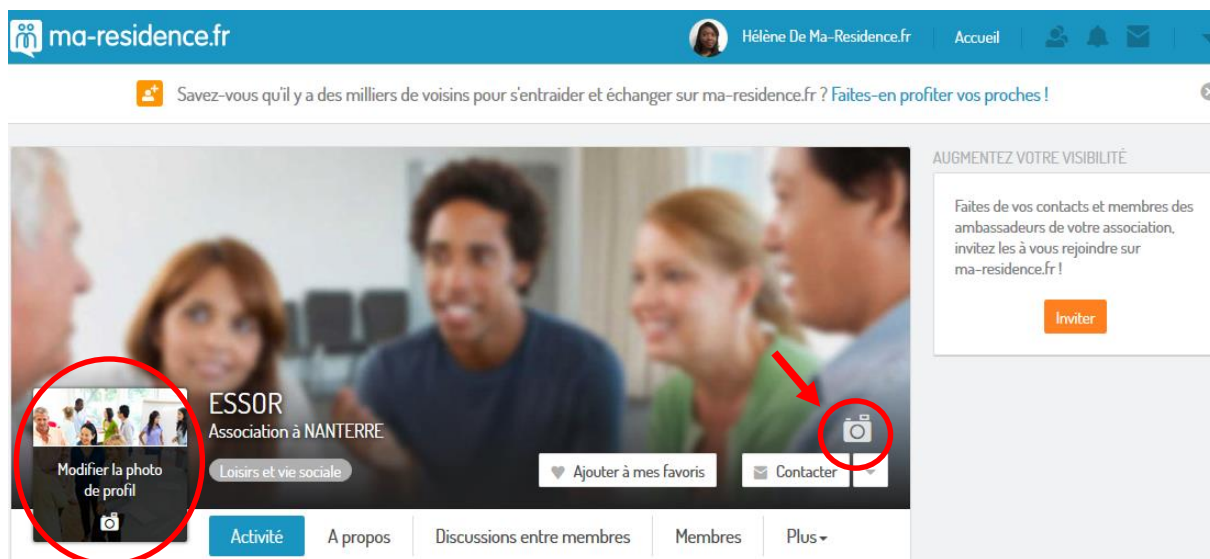 ma-residence.fr
Hélène De Ma-Residence.fr
Accueil
Savez-vous qu'il y a des milliers de voisins pour s'entraider et échanger sur ma-residence.fr ? Faites-en profiter vos proches !
AUGMENTEZ VOTRE VISIBILITÉ
Faites de vos contacts et membres des
ambassadeurs de votre association,
invitez les à vous rejoindre sur
ma-residence.fr !
Inviter
ESSOR
Association à NANTERRE
Loisirs et vie sociale
Modifier la photo
de profil
Ajouter à mes favoris
Contacter
Activité
A propos
Discussions entre membres
Membres
Plus